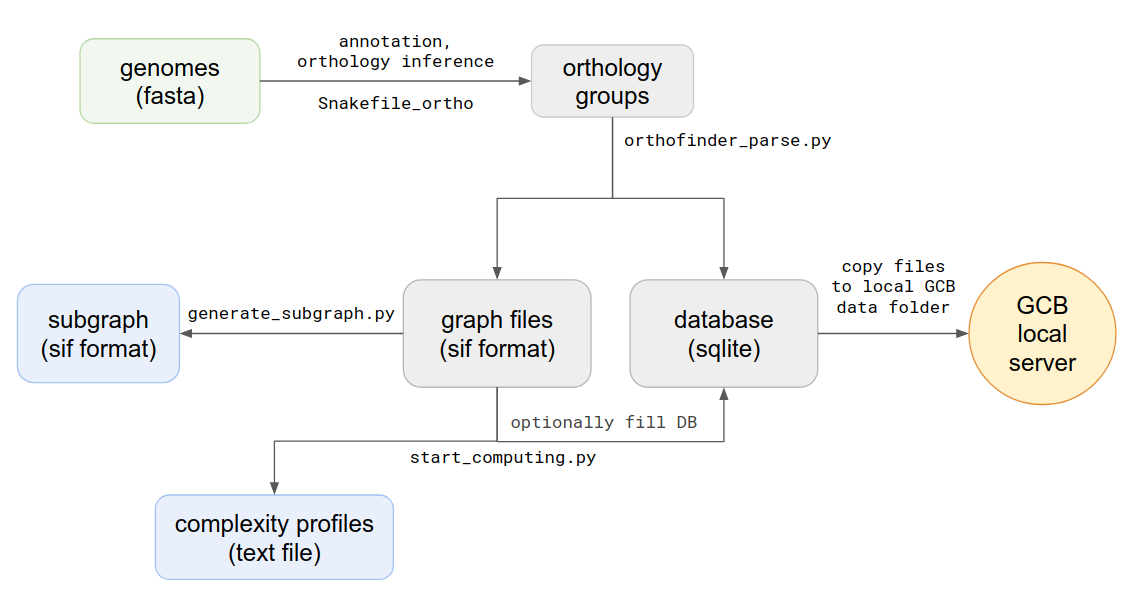 genomes
(fasta)
annotation,
orthology inference
Snakefile_ortho
orthology
groups
orthofinder_parse.py
subgraph
(sif format)
generate_subgraph.py
graph files
(sif format)
database
(sqlite)
copy files
to local GCB
data folder
GCB
local
server
optionally fill DB
start_computing.py
complexity profiles
(text file)